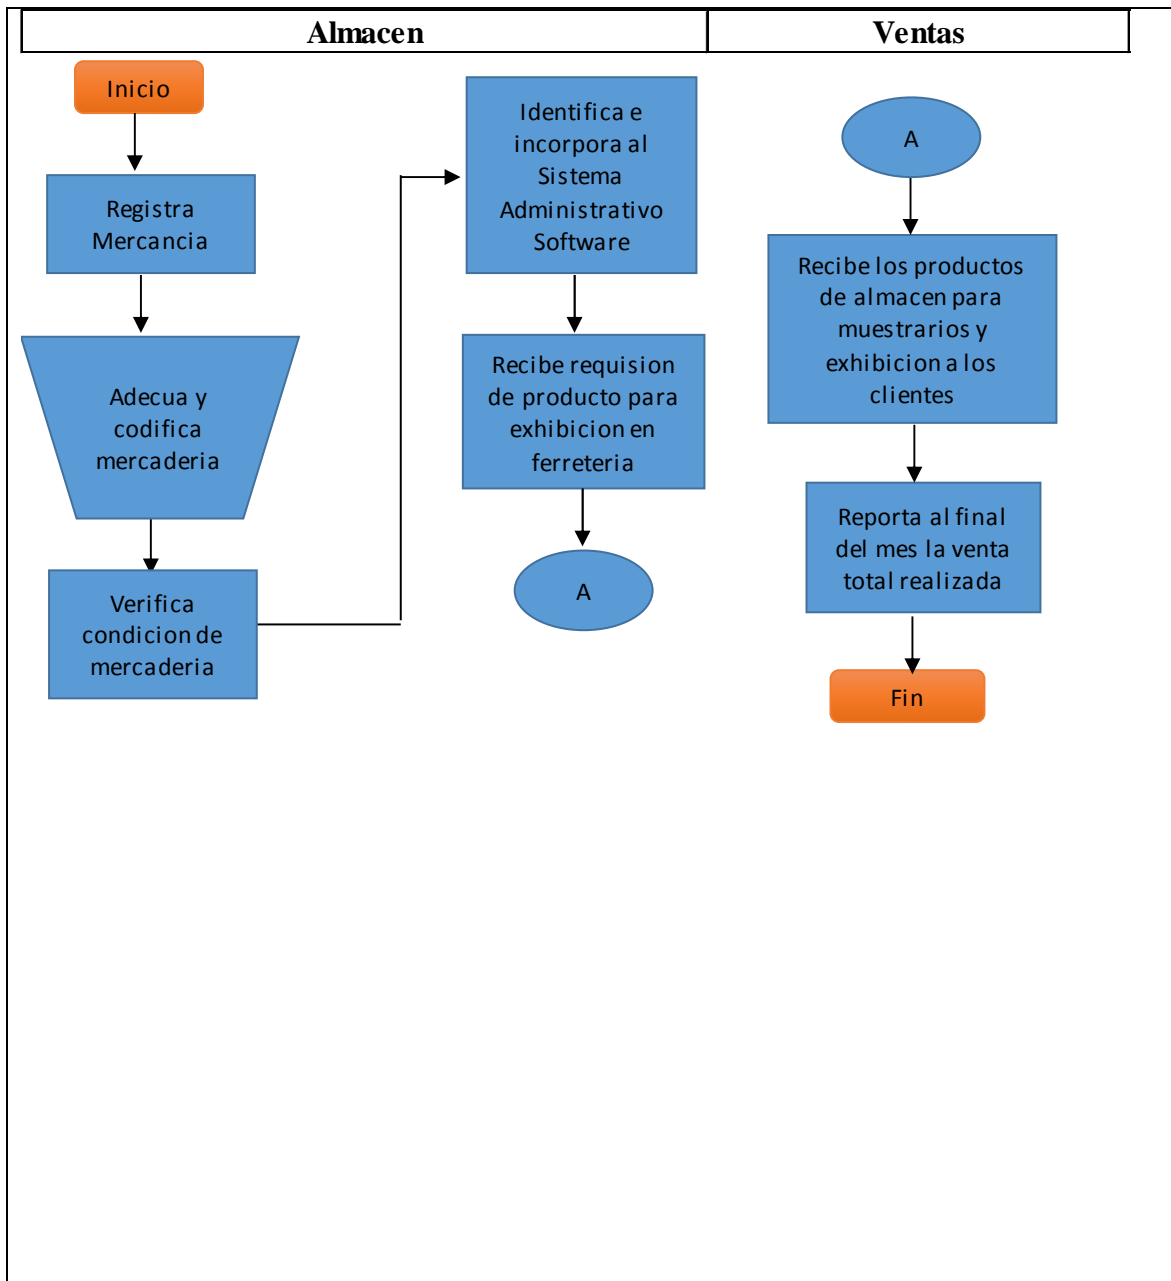 Almacen
Ventas
Inicio
Registra
Mercancia
Adecua y
codifica
mercaderia
Verifica
condicion de
mercaderia
Identifica e
incorpora al
Sistema
Administrativo
Software
Recibe requision
de producto para
exhibicion en
ferreteria
A
A
Recibe los productos
de almacen para
muestrarios y
exhibicion a los
clientes
Reporta al final
del mes la venta
total realizada
Fin